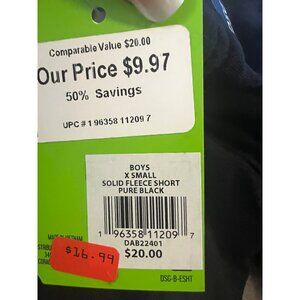 Comparable Value $20.00
Our Price $9.97
50% Savings
UPC # 1 96358 11209 7
BOYS
X SMALL
SOLID FLEECE SHORT
PURE BLACK
1 96358 11209 7
DAB22401
$20.00
$16.99
DSG-B-ESHT